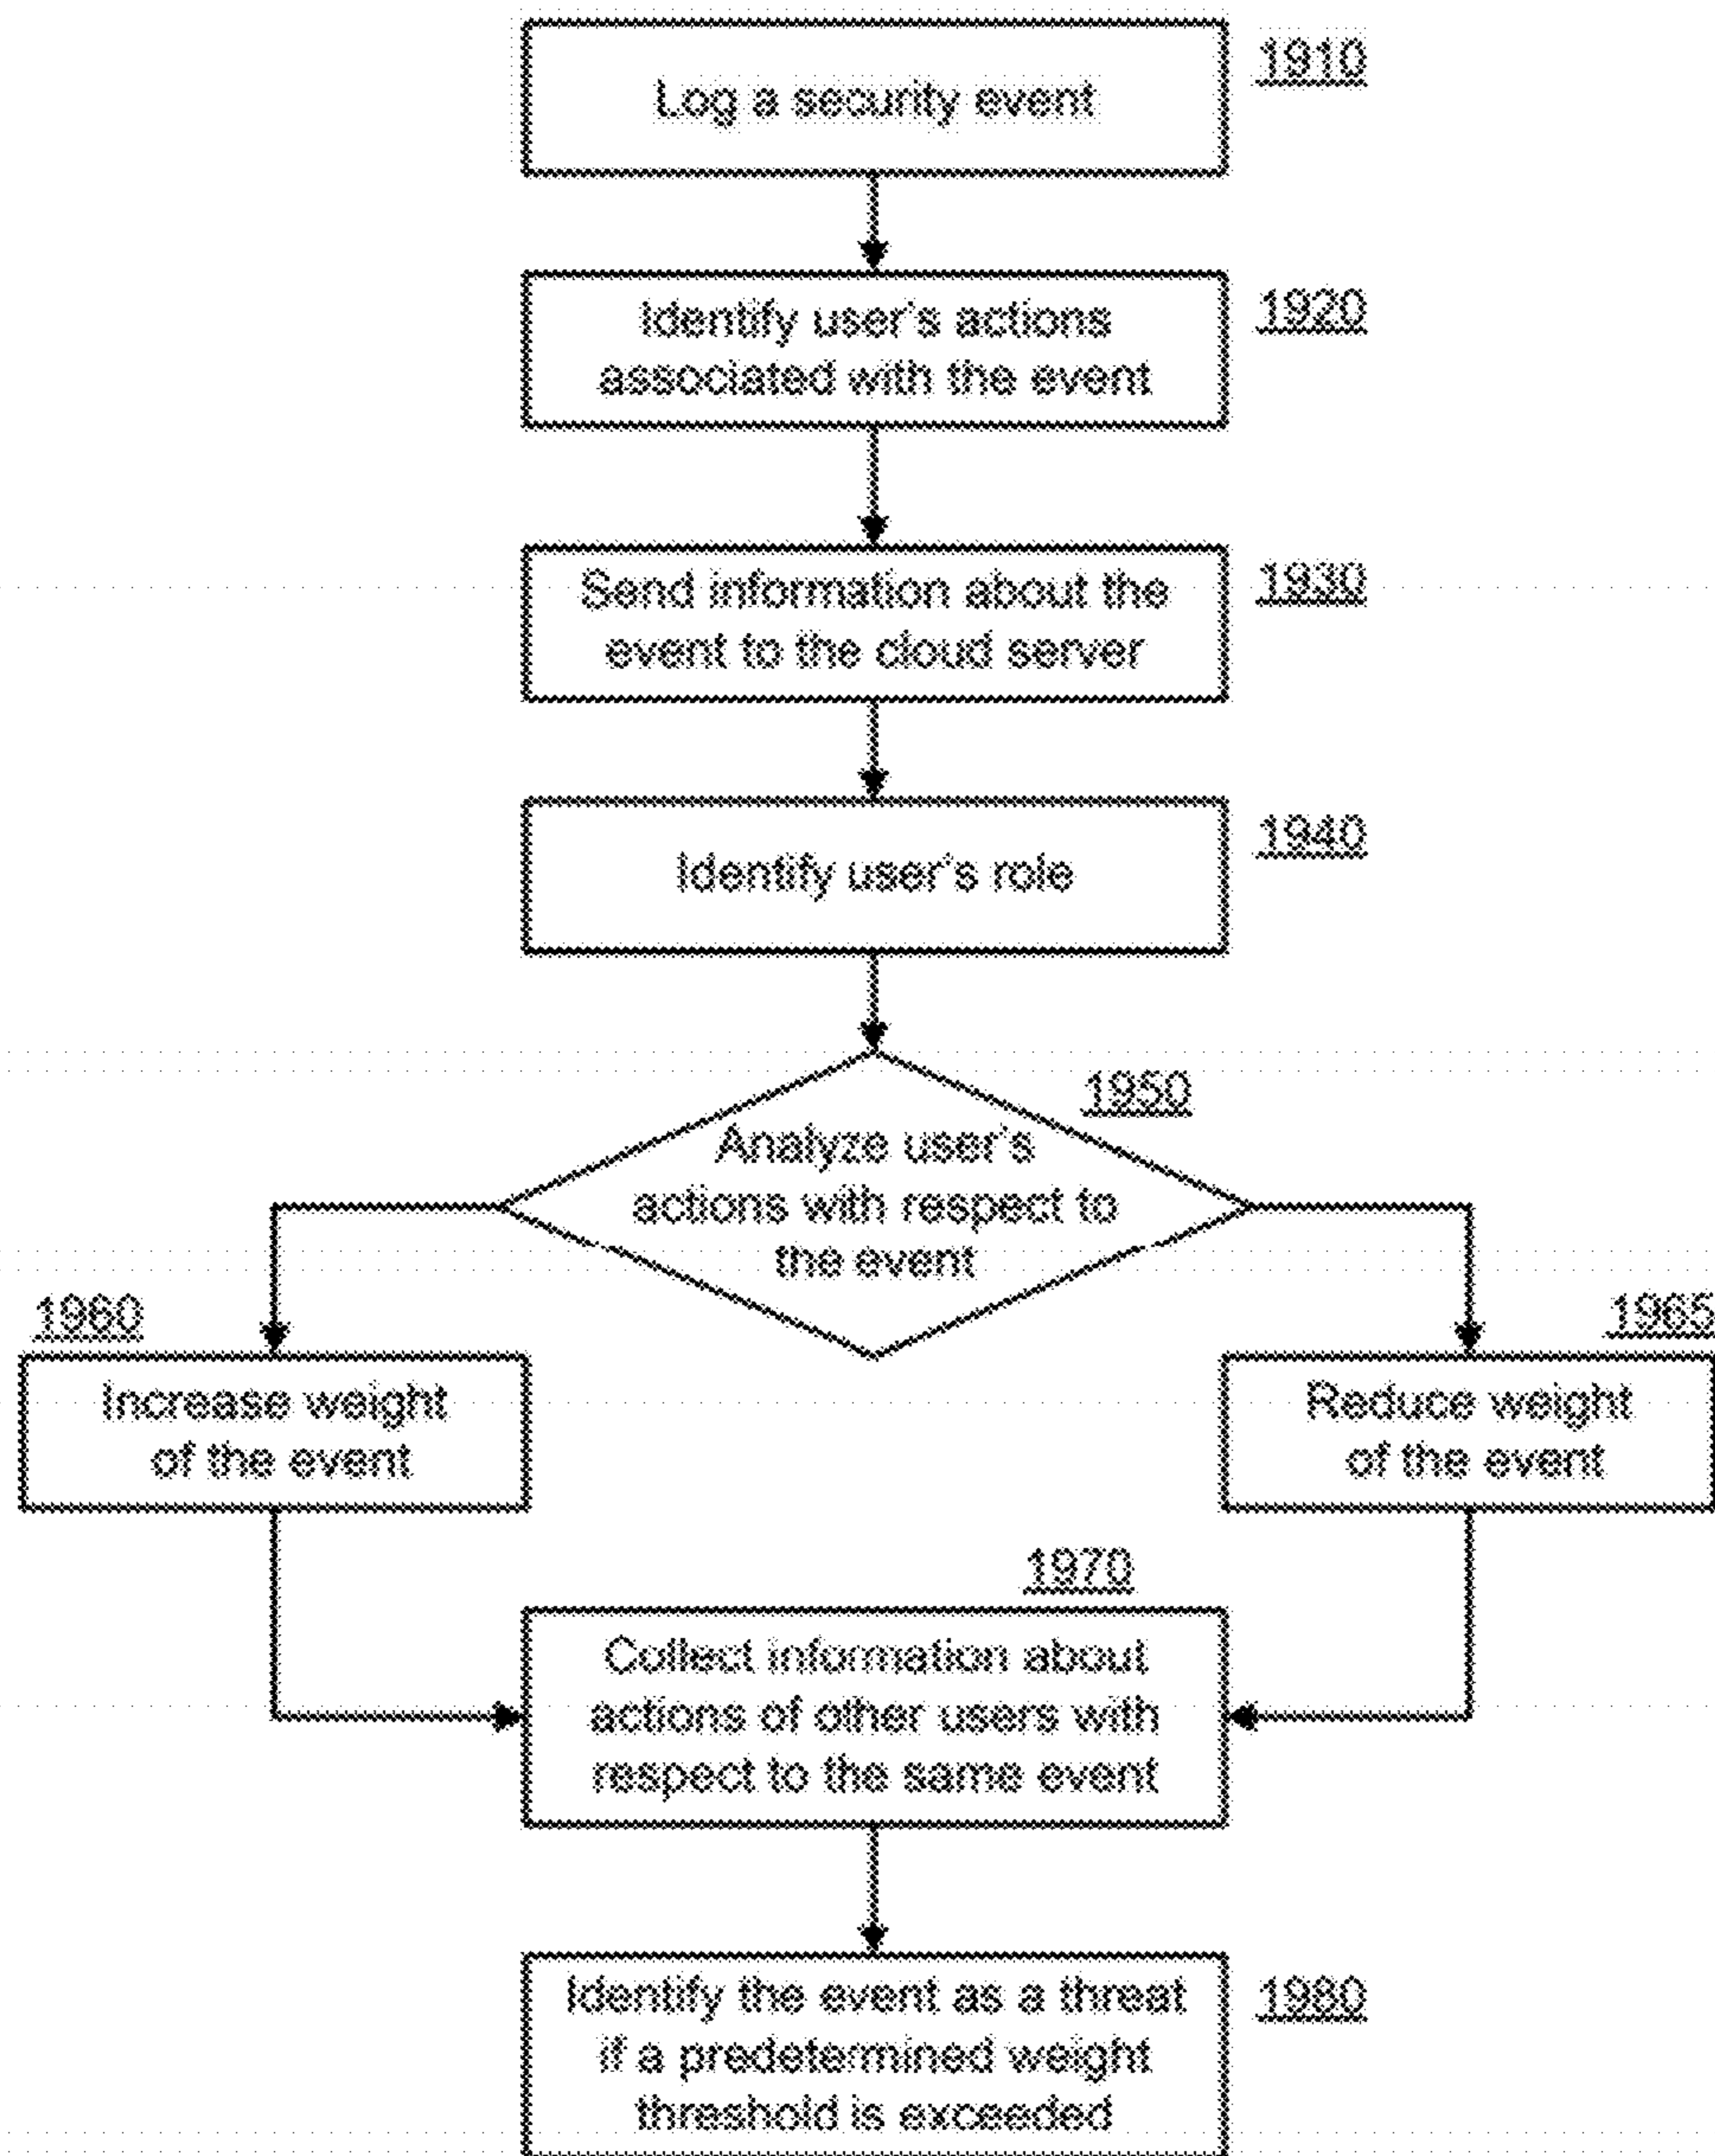 1910
Log a security event
1920
Identify user's actions
associated with the event
1930
Send information about the
event to the cloud server
1940
Identify user's role
1950
Analyze user's
actions with respect to
the event
1960
Increase weight
of the event
1965
Reduce weight
of the event
1970
Collect information about
actions of other users with
respect to the same event
1980
Identify the event as a threat
if a predetermined weight
threshold is exceeded